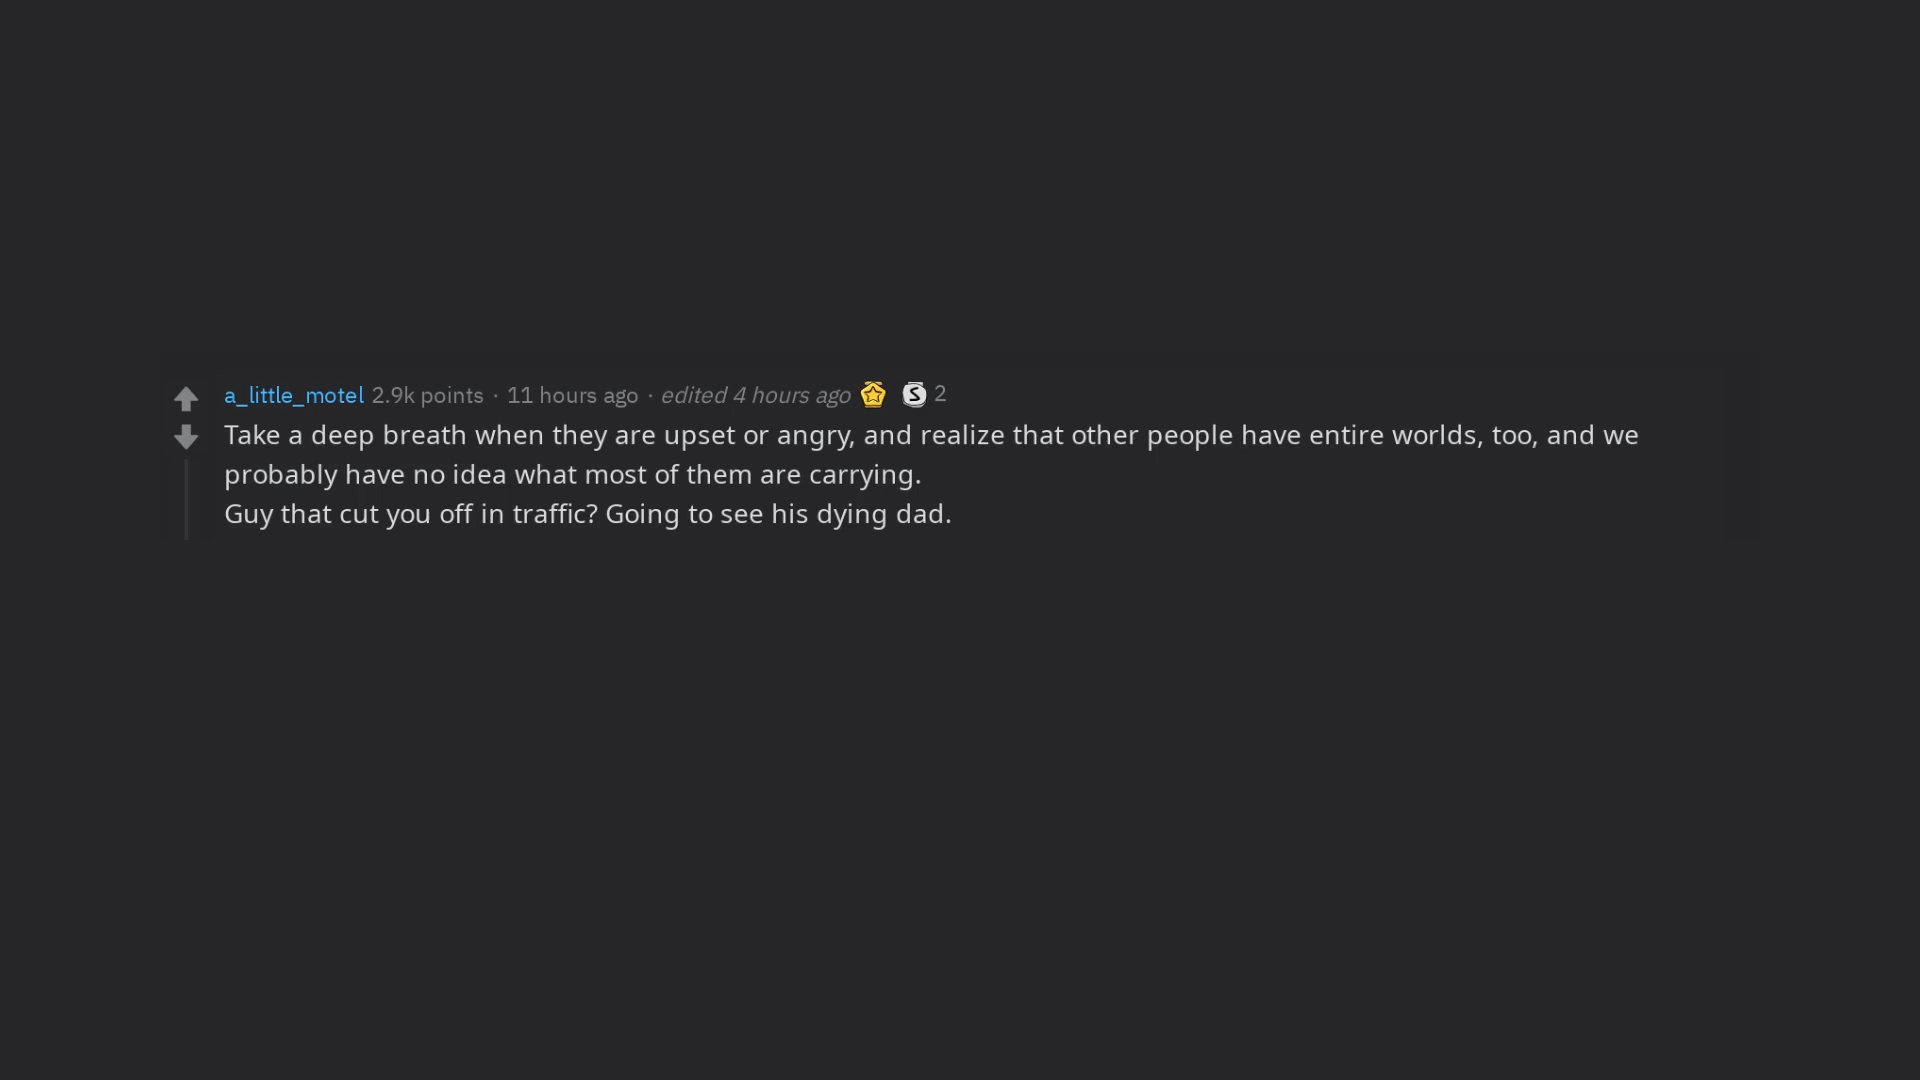 a_little_motel 2.9k points · 11 hours ago · edited 4 hours ago S 2
Take a deep breath when they are upset or angry, and realize that other people have entire worlds, too, and we
probably have no idea what most of them are carrying.
Guy that cut you off in traffic? Going to see his dying dad.